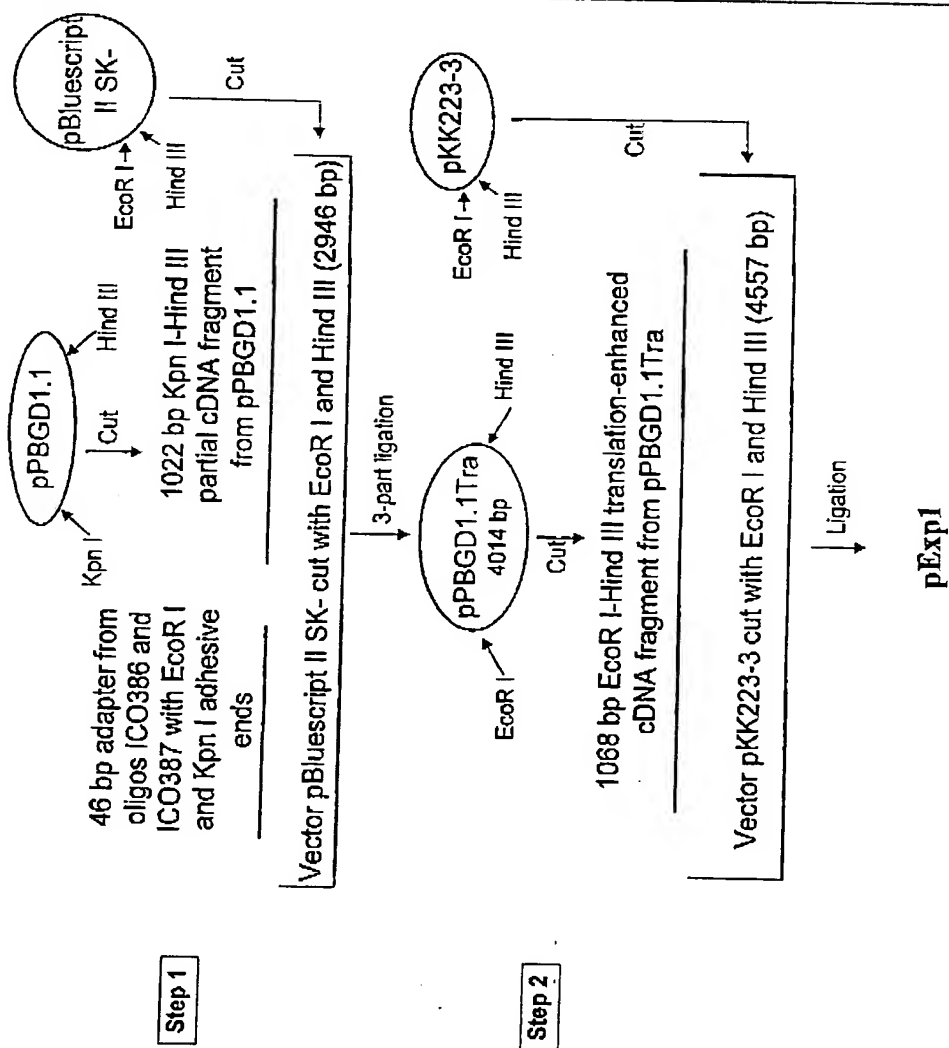 Step 1
pPBGD1.1
Kpn I
Hind III
Cut
pBluescript
II SK-
EcoR I
Hind III
Cut
46 bp adapter from
oligos ICO386 and
ICO387 with EcoR I
and Kpn I adhesive
ends
1022 bp Kpn I-Hind III
partial cDNA fragment
from pPBGD1.1
Vector pBluescript II SK- cut with EcoR I and Hind III (2946 bp)
3-part ligation
Step 2
pPBGD1.1Tra
4014 bp
EcoR I
Hind III
Cut
pKK223-3
EcoR I
Hind III
Cut
1068 bp EcoR I-Hind III translation-enhanced
cDNA fragment from pPBGD1.1Tra
Vector pKK223-3 cut with EcoR I and Hind III (4557 bp)
Ligation
pExp1